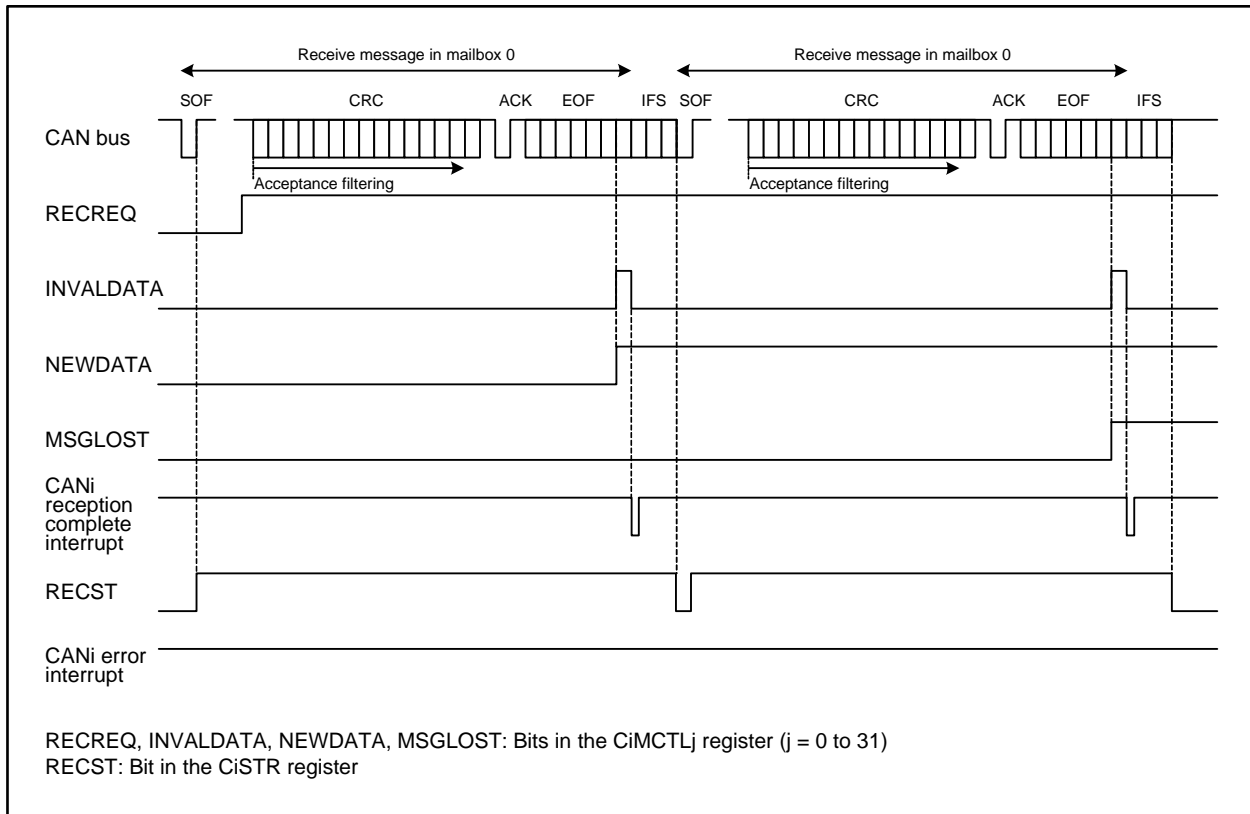 Receive message in mailbox 0 Receive message in mailbox 0
SOF CRC ACK EOF IFS SOF CRC ACK EOF IFS
CAN bus
Acceptance filtering Acceptance filtering
RECREQ
INVALDATA
NEWDATA
MSGLOST
CANi
reception
complete
interrupt
RECST
CANi error
interrupt
RECREQ, INVALDATA, NEWDATA, MSGLOST: Bits in the CiMCTLj register (j = 0 to 31)
RECST: Bit in the CiSTR register